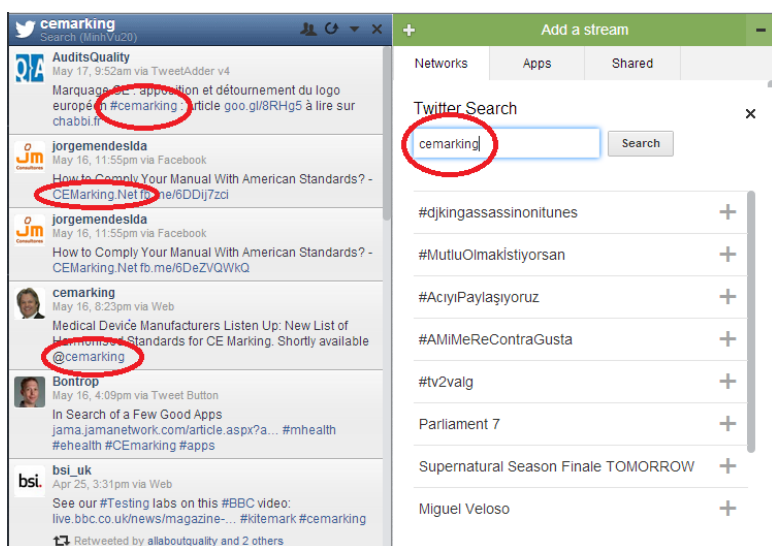 cemarking
Search (MinhVu20)
AuditsQuality
May 17, 9:52am via TweetAdder v4
Marquage CE : apposition et détournement du logo
européen #cemarking : article goo.gl/8RHg5 à lire sur
chabbi.fr
jorgemendeslda
May 16, 11:55pm via Facebook
How to Comply Your Manual With American Standards? -
CEMarking.Net fb.me/6DDij7zci
jorgemendeslda
May 16, 11:55pm via Facebook
How to Comply Your Manual With American Standards? -
CEMarking.Net fb.me/6DeZVQWkQ
cemarking
May 16, 8:23pm via Web
Medical Device Manufacturers Listen Up: New List of
Harmonised Standards for CE Marking. Shortly available
@cemarking
Bontrop
May 16, 4:09pm via Tweet Button
In Search of a Few Good Apps
jama.jamanetwork.com/article.aspx?a... #mhealth
#ehealth #CEmarking #apps
bsi.
bsi_uk
Apr 25, 3:31pm via Web
See our #Testing labs on this #BBC video:
live.bbc.co.uk/news/magazine-... #kitemark #cemarking
Retweeted by allaboutquality and 2 others
Add a stream
Networks Apps Shared
Twitter Search
cemarking
Search
#djkingassassinonitunes
#MutluOlmakİstiyorsan
#AcıyıPaylaşıyoruz
#AMiMeReContraGusta
#tv2valg
Parliament 7
Supernatural Season Finale TOMORROW
Miguel Veloso